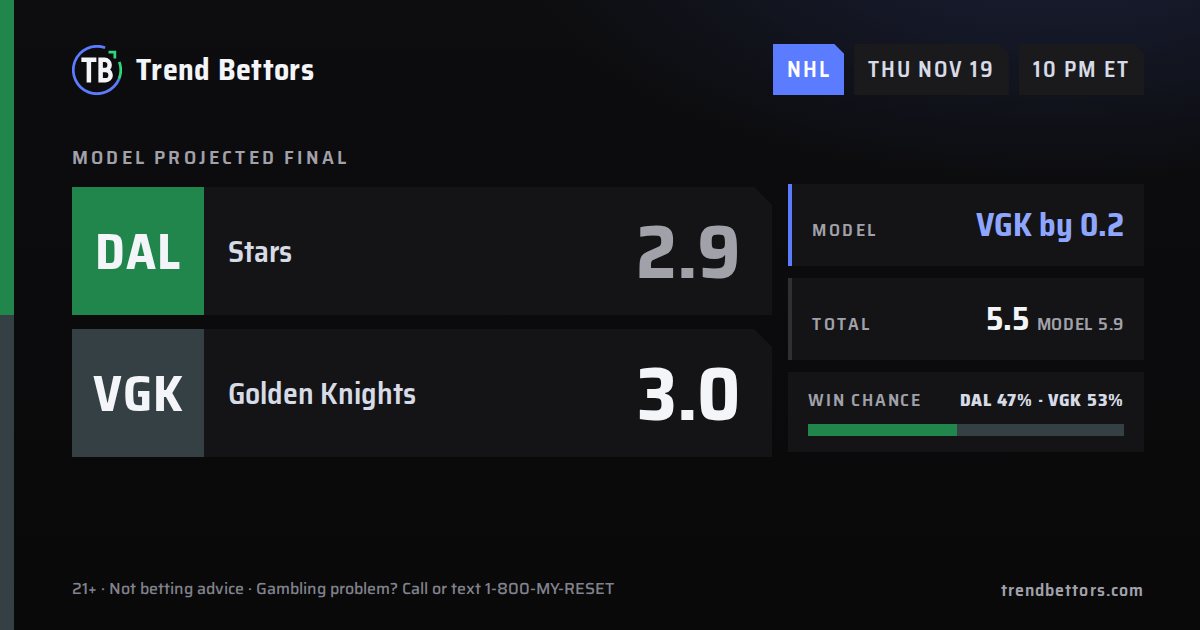 TB Trend Bettors
NHL THU NOV 19 10 PM ET
MODEL PROJECTED FINAL
DAL Stars 2.9
VGK Golden Knights 3.0
MODEL VGK by 0.2
TOTAL 5.5 MODEL 5.9
WIN CHANCE DAL 47% · VGK 53%
21+ · Not betting advice · Gambling problem? Call or text 1-800-MY-RESET
trendbettors.com